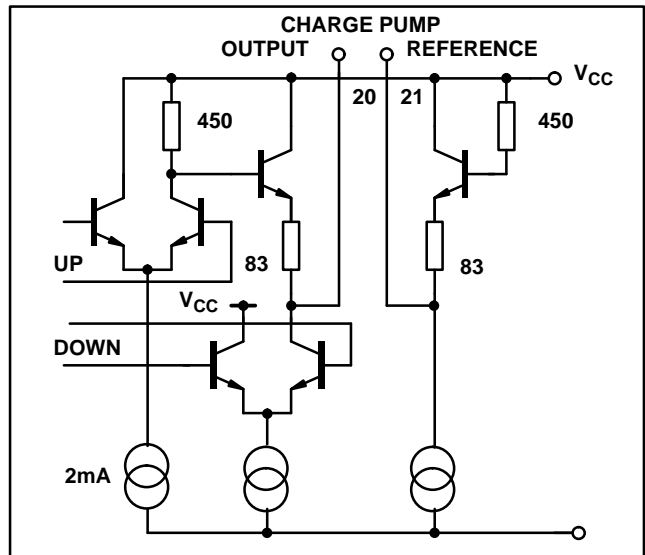 CHARGE PUMP
OUTPUT REFERENCE
20 21 VCC
450 450
UP 83 83
VCC
DOWN
2mA